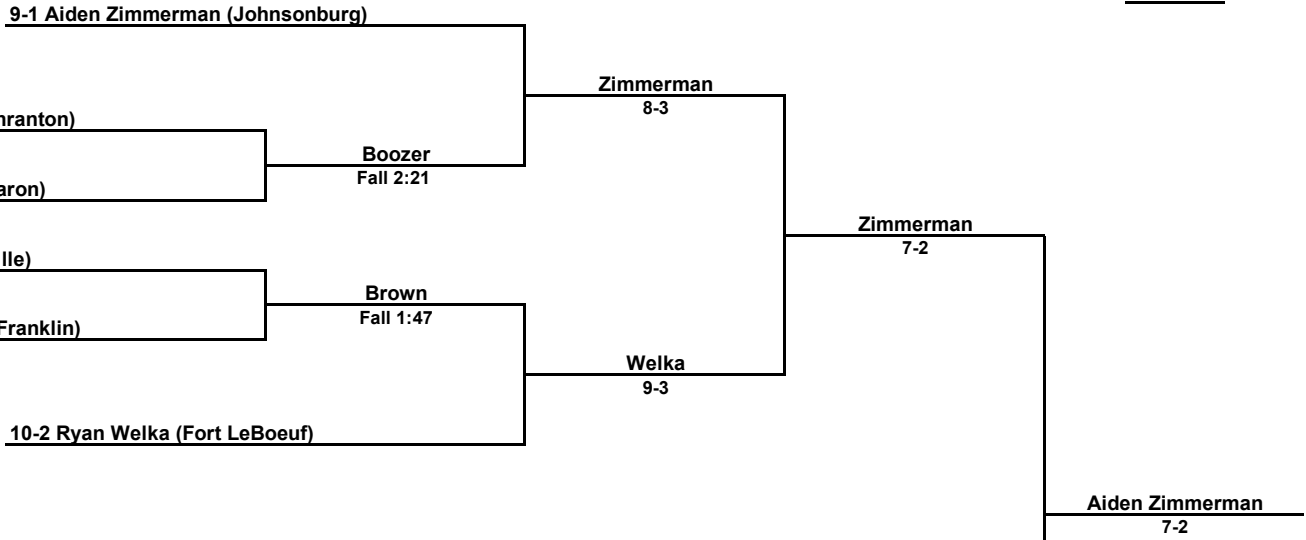 9-1 Aiden Zimmerman (Johnsonburg)
Zimmerman
8-3
Boozer
Fall 2:21
Zimmerman
7-2
Brown
Fall 1:47
Franklin)
Welka
9-3
10-2 Ryan Welka (Fort LeBoeuf)
Aiden Zimmerman
7-2